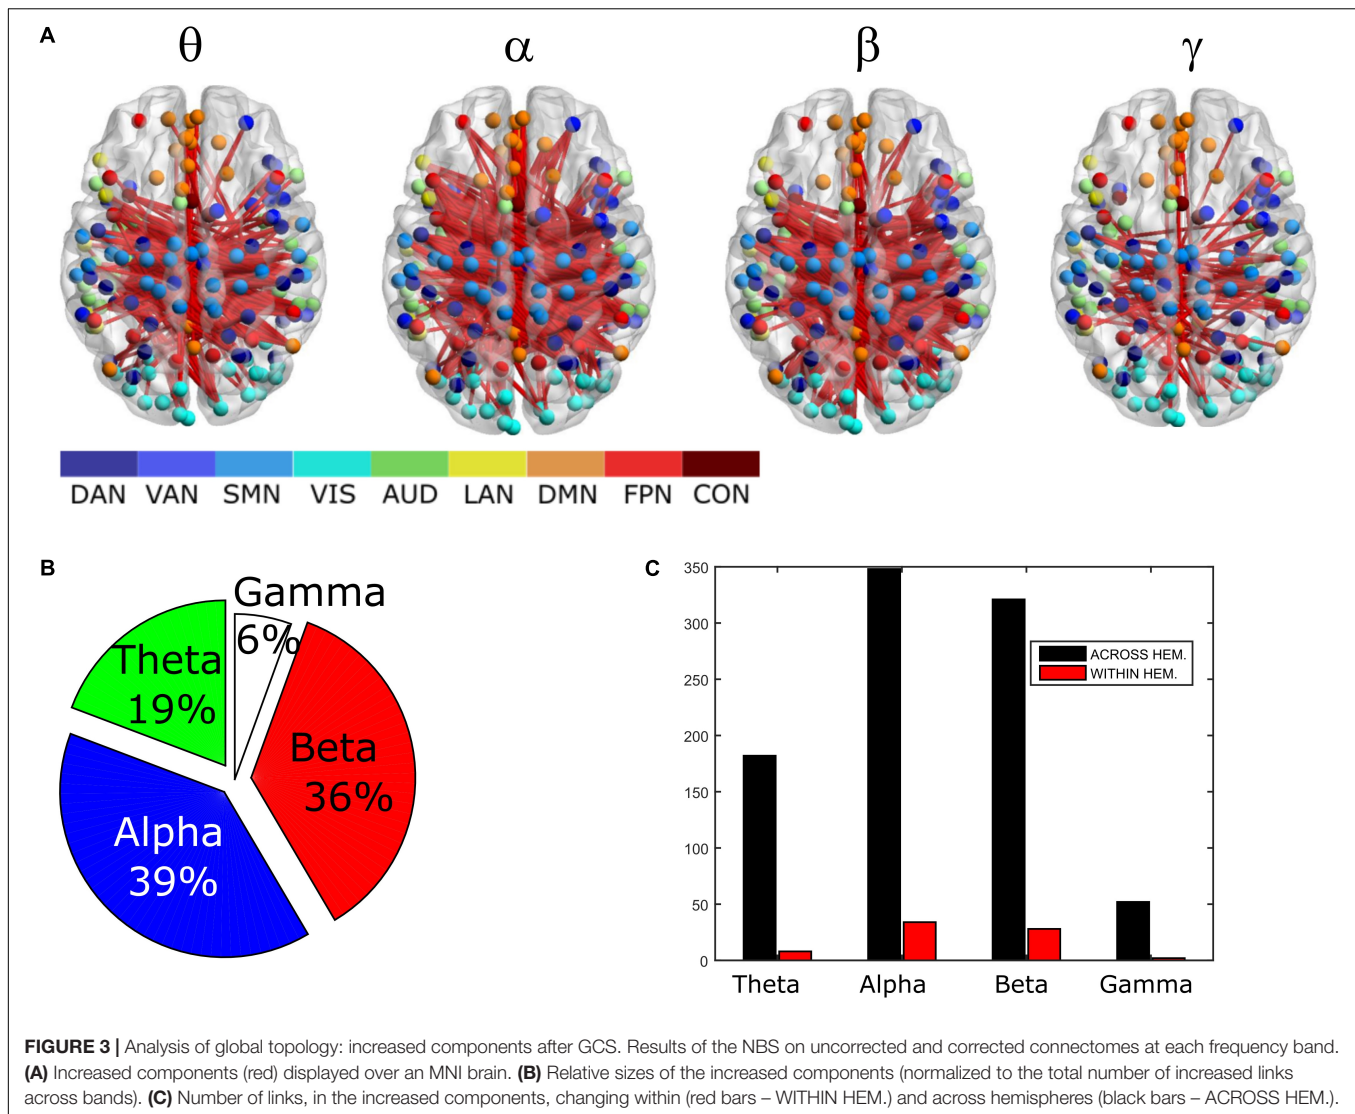 A
θ α β γ
DAN VAN SMN VIS AUD LAN DMN FPN CON
B
Gamma
6%
Theta
19%
Beta
36%
Alpha
39%
C
350
300
250
200
150
100
50
0
ACROSS HEM.
WITHIN HEM.
Theta Alpha Beta Gamma
FIGURE 3 | Analysis of global topology: increased components after GCS. Results of the NBS on uncorrected and corrected connectomes at each frequency band.
(A) Increased components (red) displayed over an MNI brain. (B) Relative sizes of the increased components (normalized to the total number of increased links
across bands). (C) Number of links, in the increased components, changing within (red bars – WITHIN HEM.) and across hemispheres (black bars – ACROSS HEM.).